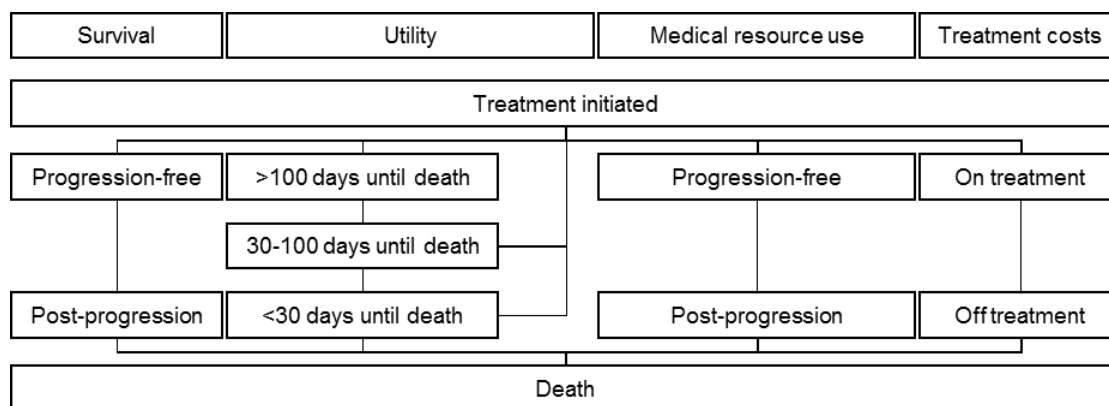 Survival
Utility
Medical resource use
Treatment costs
Treatment initiated
Progression-free
>100 days until death
Progression-free
On treatment
30-100 days until death
Post-progression
<30 days until death
Post-progression
Off treatment
Death